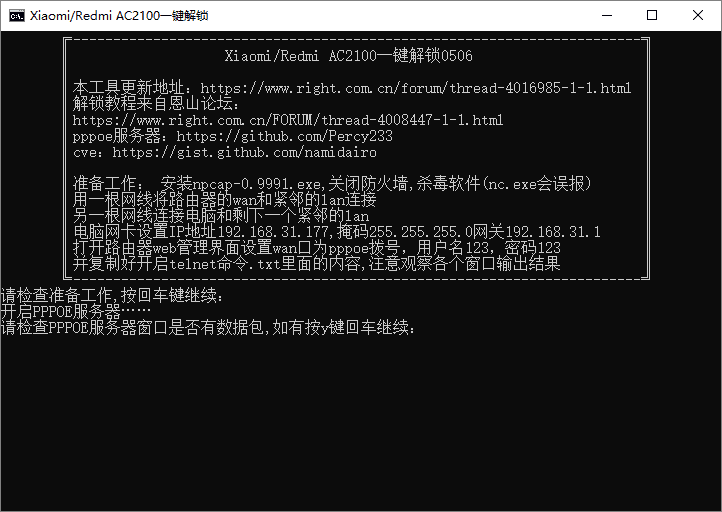 Xiaomi/Redmi AC2100一键解锁
Xiaomi/Redmi AC2100一键解锁0506
本工具更新地址：https://www.right.com.cn/forum/thread-4016985-1-1.html
解锁教程来自恩山论坛：
https://www.right.com.cn/FORUM/thread-4008447-1-1.html
pppoe服务器：https://github.com/Percy233
cve：https://gist.github.com/namidairo
准备工作： 安装npcap-0.9991.exe,关闭防火墙,杀毒软件(nc.exe会误报)
用一根网线将路由器的wan和紧邻的lan连接
另一根网线连接电脑和剩下一个紧邻的lan
电脑网卡设置IP地址192.168.31.177,掩码255.255.255.0网关192.168.31.1
打开路由器web管理界面设置wan口为pppoe拨号，用户名123，密码123
并复制好开启telnet命令.txt里面的内容,注意观察各个窗口输出结果
请检查准备工作,按回车键继续：
开启PPPOE服务器……
请检查PPPOE服务器窗口是否有数据包,如有按y键回车继续：